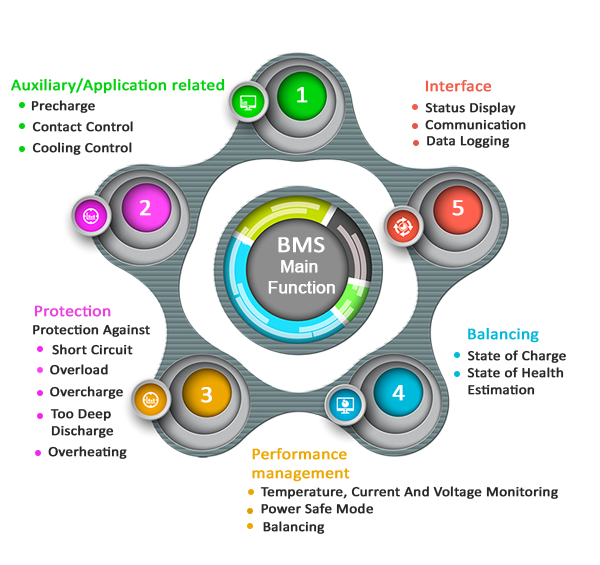 Auxiliary/Application related
Precharge
Contact Control
Cooling Control
1
Interface
Status Display
Communication
Data Logging
2
5
BMS
Main
Function
Protection
Protection Against
Short Circuit
Overload
Overcharge
Too Deep
Discharge
Overheating
3
4
Balancing
State of Charge
State of Health
Estimation
Performance
management
Temperature, Current And Voltage Monitoring
Power Safe Mode
Balancing